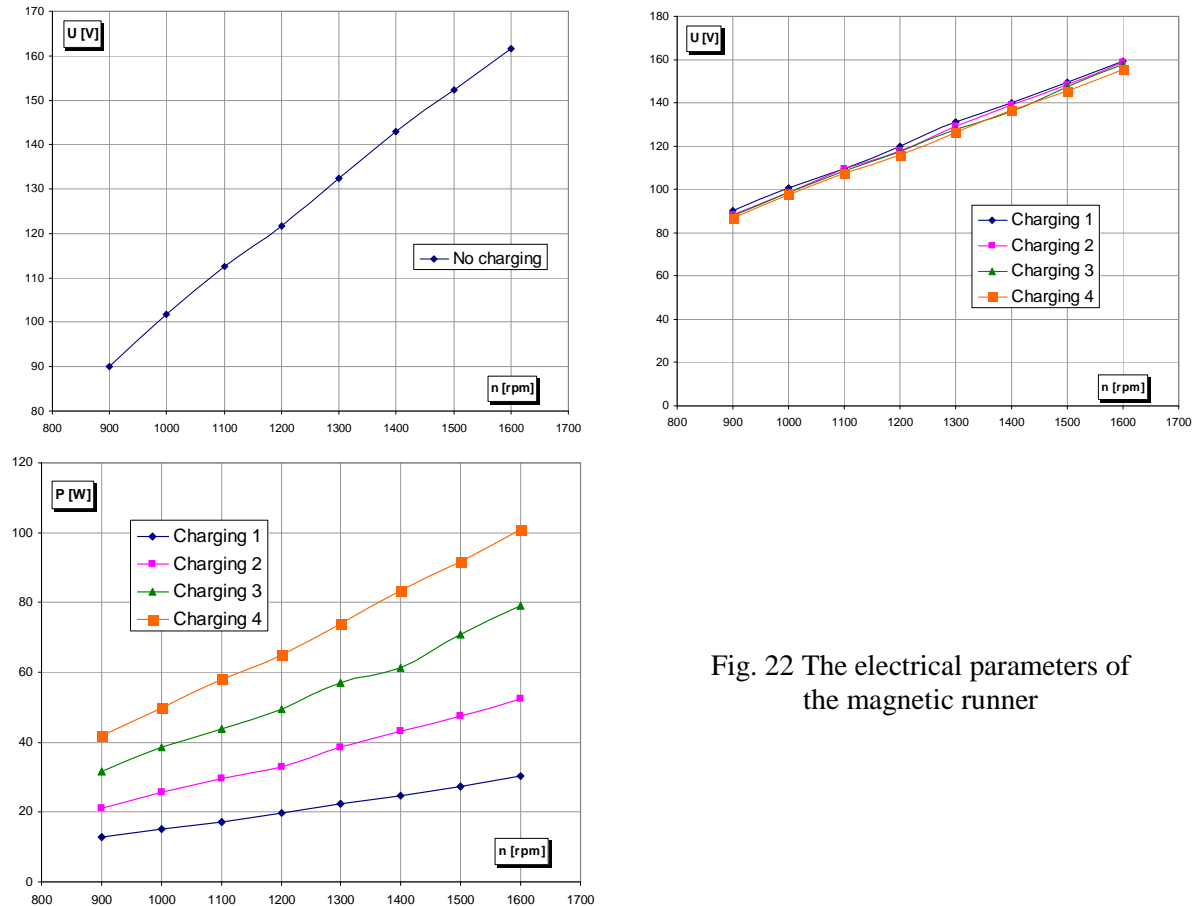 170
U [V]
160
150
140
130
120
No charging
110
100
90
n [rpm]
80
800 900 1000 1100 1200 1300 1400 1500 1600 1700
180
U [V]
160
140
120
100
Charging 1
80
Charging 2
60
Charging 3
40
Charging 4
20
n [rpm]
0
800 900 1000 1100 1200 1300 1400 1500 1600 1700
120
P [W]
100
Charging 1
Charging 2
80
Charging 3
Charging 4
60
40
20
n [rpm]
0
800 900 1000 1100 1200 1300 1400 1500 1600 1700
Fig. 22 The electrical parameters of
the magnetic runner